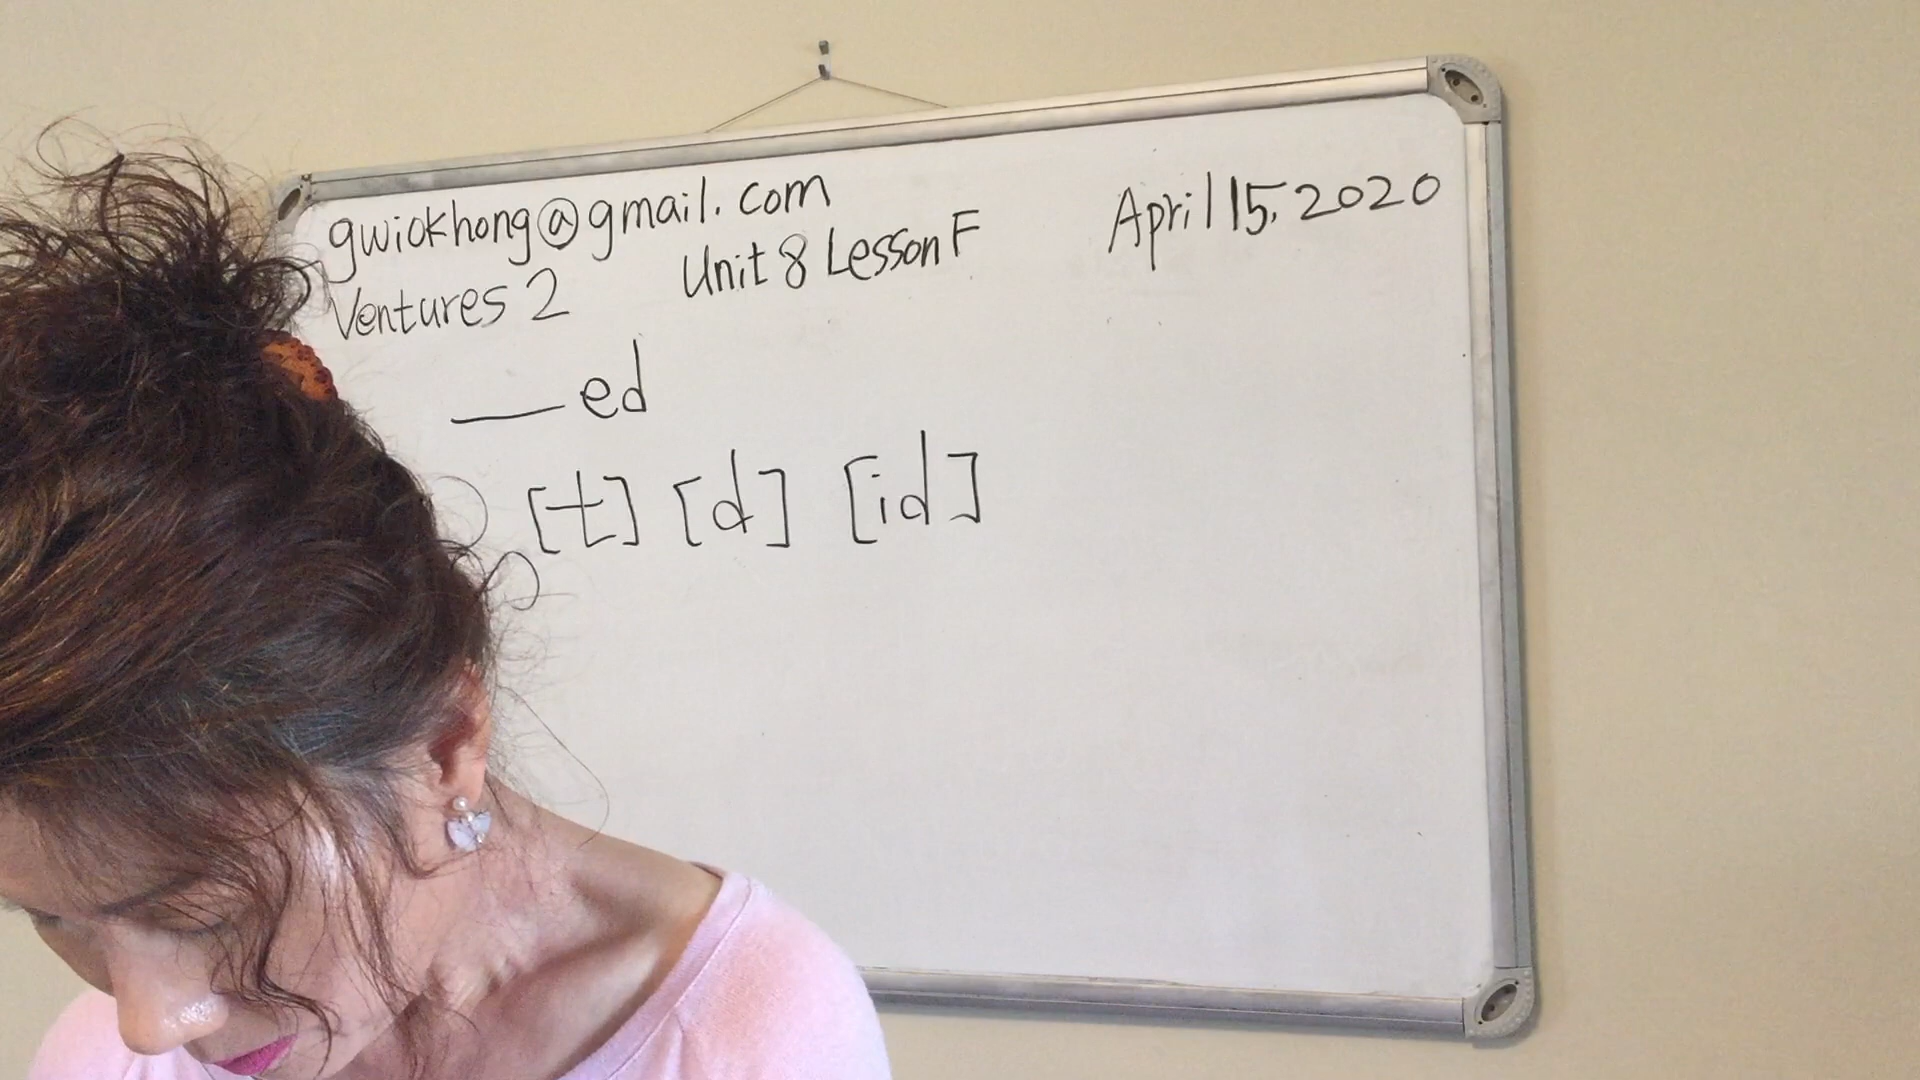 gwiokhong@gmail.com
April 15, 2020
Ventures 2 Unit 8 Lesson F
___ed
[t] [d] [id]